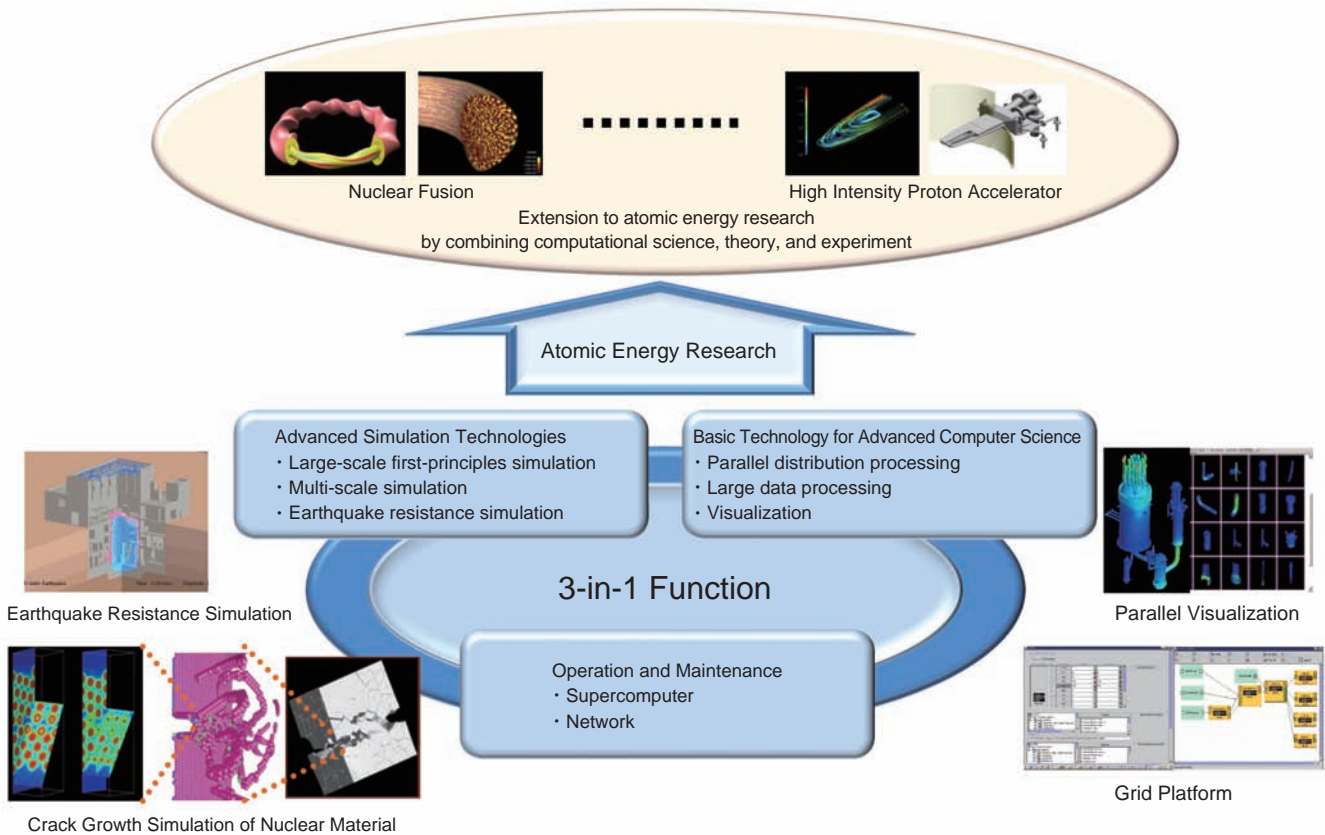 Nuclear Fusion
High Intensity Proton Accelerator
Extension to atomic energy research
by combining computational science, theory, and experiment
Atomic Energy Research
Advanced Simulation Technologies
・Large-scale first-principles simulation
・Multi-scale simulation
・Earthquake resistance simulation
Basic Technology for Advanced Computer Science
・Parallel distribution processing
・Large data processing
・Visualization
3-in-1 Function
Operation and Maintenance
・Supercomputer
・Network
Earthquake Resistance Simulation
Crack Growth Simulation of Nuclear Material
Parallel Visualization
Grid Platform